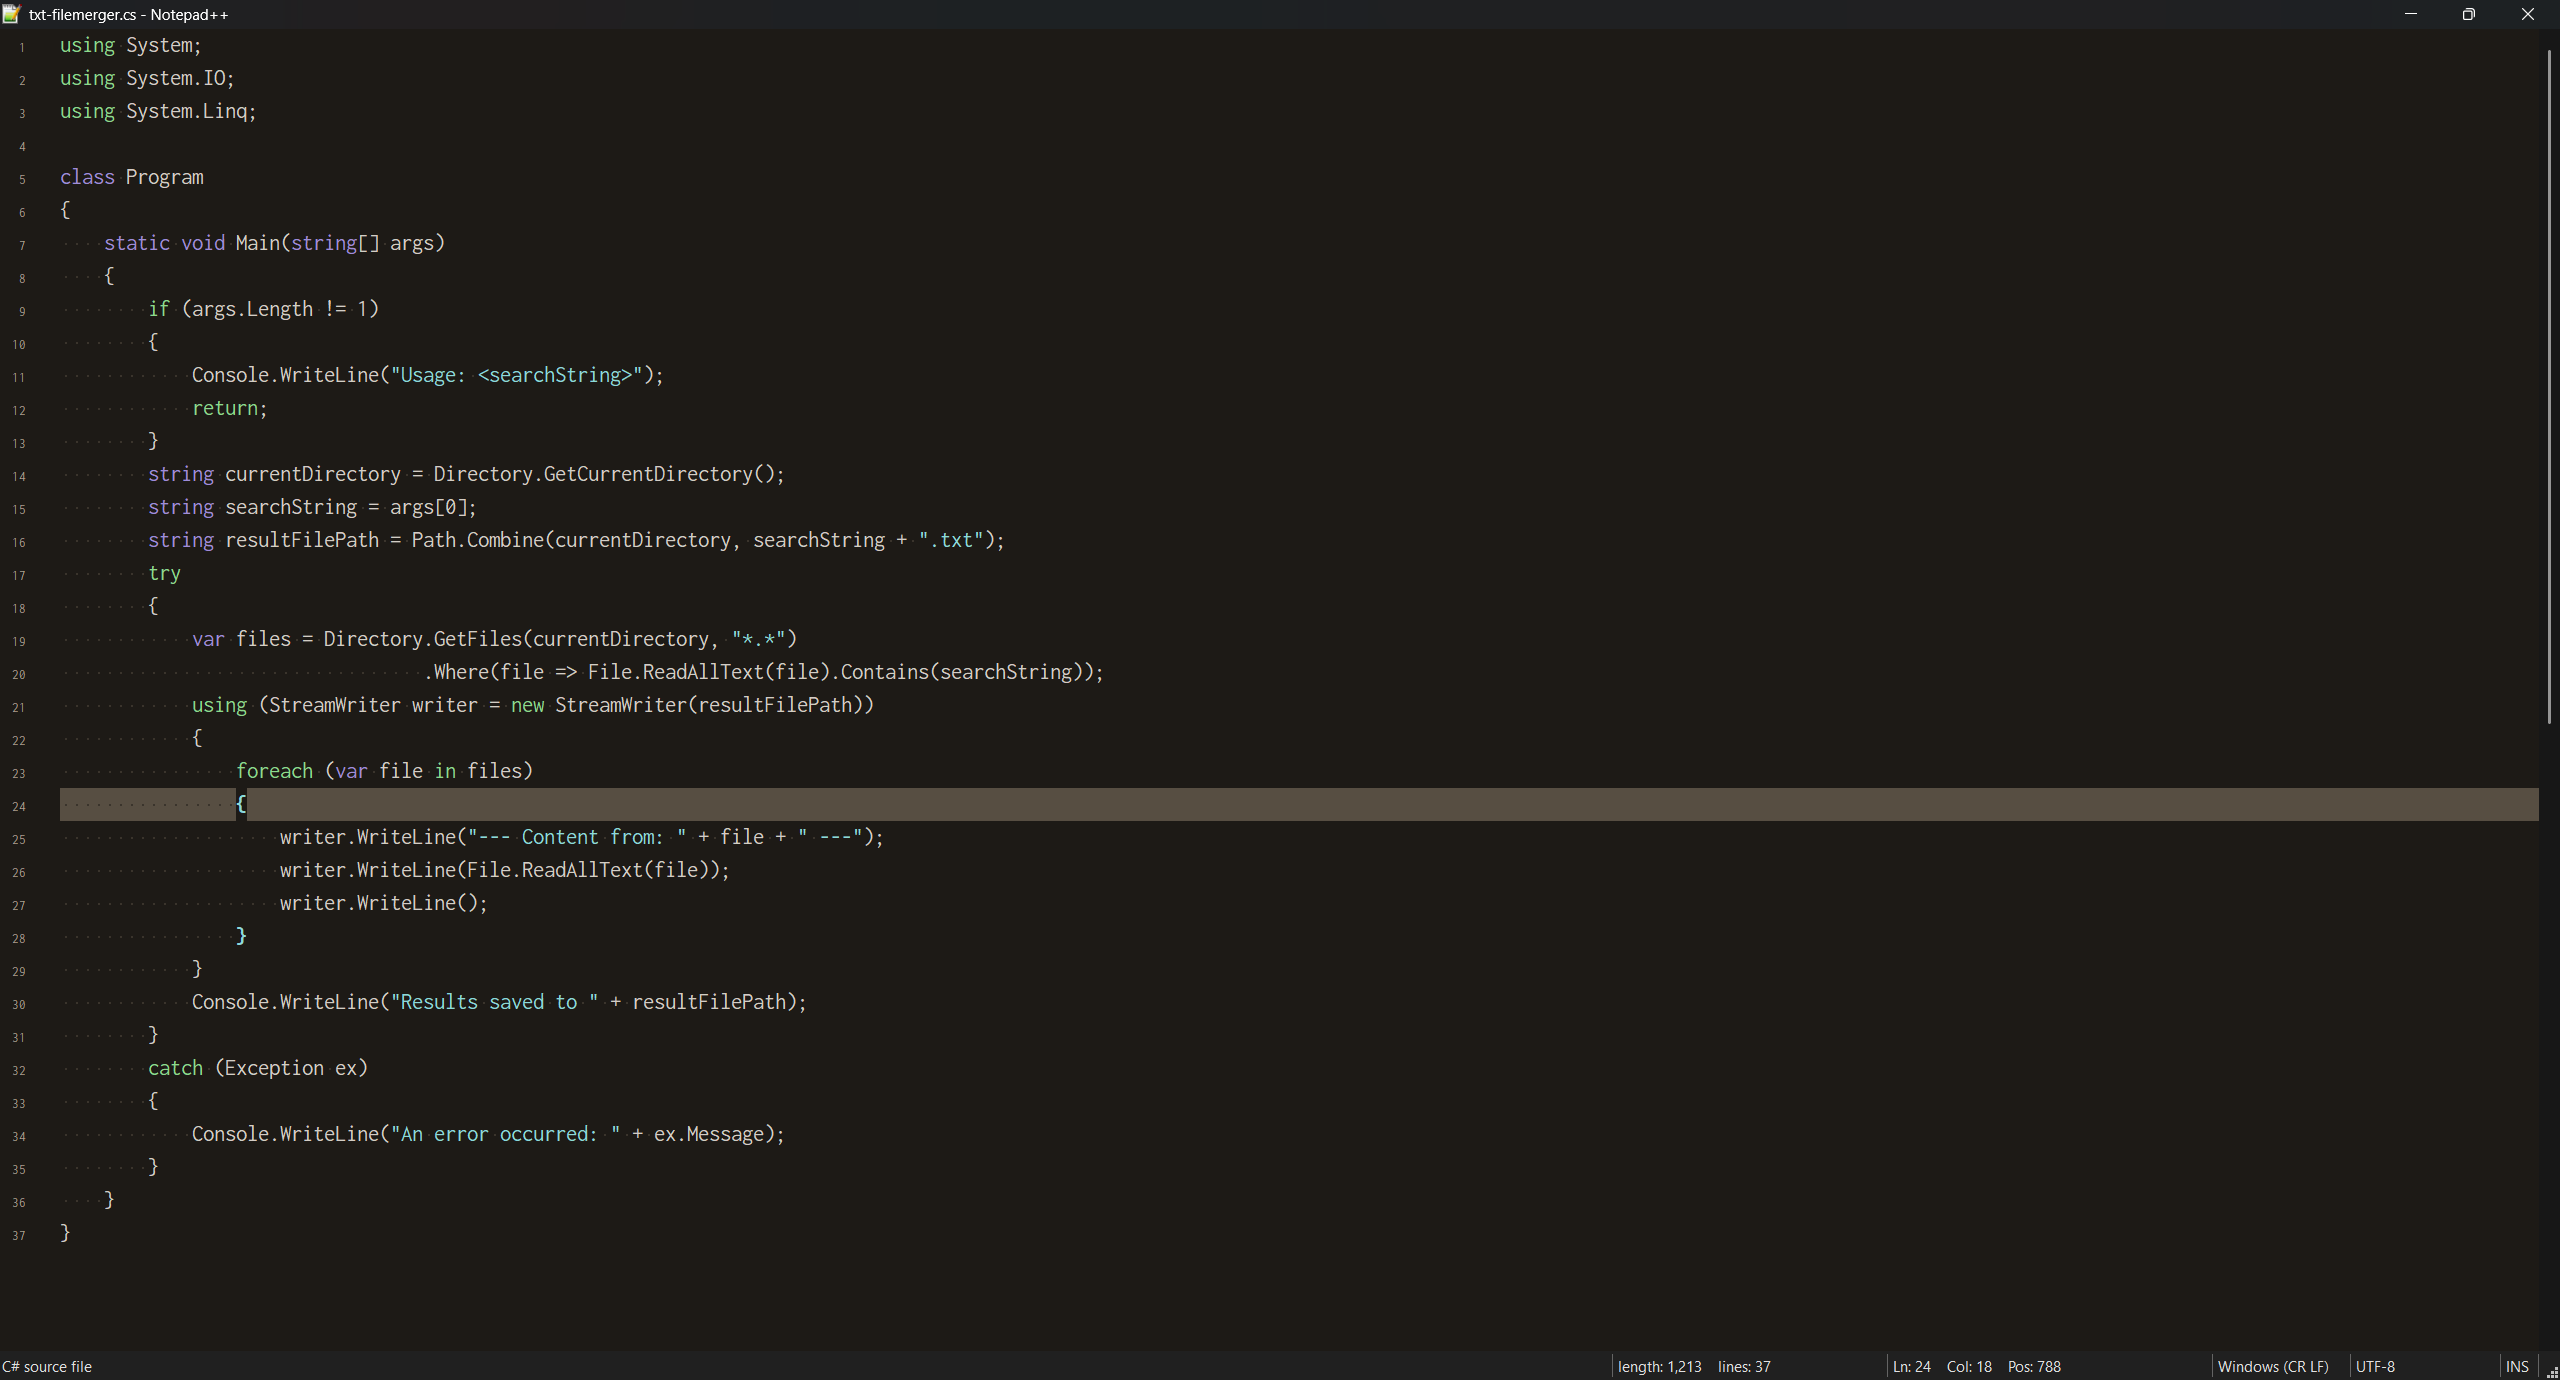 txt-filemerger.cs - Notepad++
1 using System;
2 using System.IO;
3 using System.Linq;
4
5 class Program
6 {
7     static void Main(string[] args)
8     {
9         if (args.Length != 1)
10         {
11             Console.WriteLine("Usage: <searchString>");
12             return;
13         }
14         string currentDirectory = Directory.GetCurrentDirectory();
15         string searchString = args[0];
16         string resultFilePath = Path.Combine(currentDirectory, searchString + ".txt");
17         try
18         {
19             var files = Directory.GetFiles(currentDirectory, "*.*")
20                                  .Where(file => File.ReadAllText(file).Contains(searchString));
21             using (StreamWriter writer = new StreamWriter(resultFilePath))
22             {
23                 foreach (var file in files)
24                 {
25                     writer.WriteLine("--- Content from: " + file + " ---");
26                     writer.WriteLine(File.ReadAllText(file));
27                     writer.WriteLine();
28                 }
29             }
30             Console.WriteLine("Results saved to " + resultFilePath);
31         }
32         catch (Exception ex)
33         {
34             Console.WriteLine("An error occurred: " + ex.Message);
35         }
36     }
37 }
C# source file length: 1,213 lines: 37 Ln: 24 Col: 18 Pos: 788 Windows (CR LF) UTF-8 INS